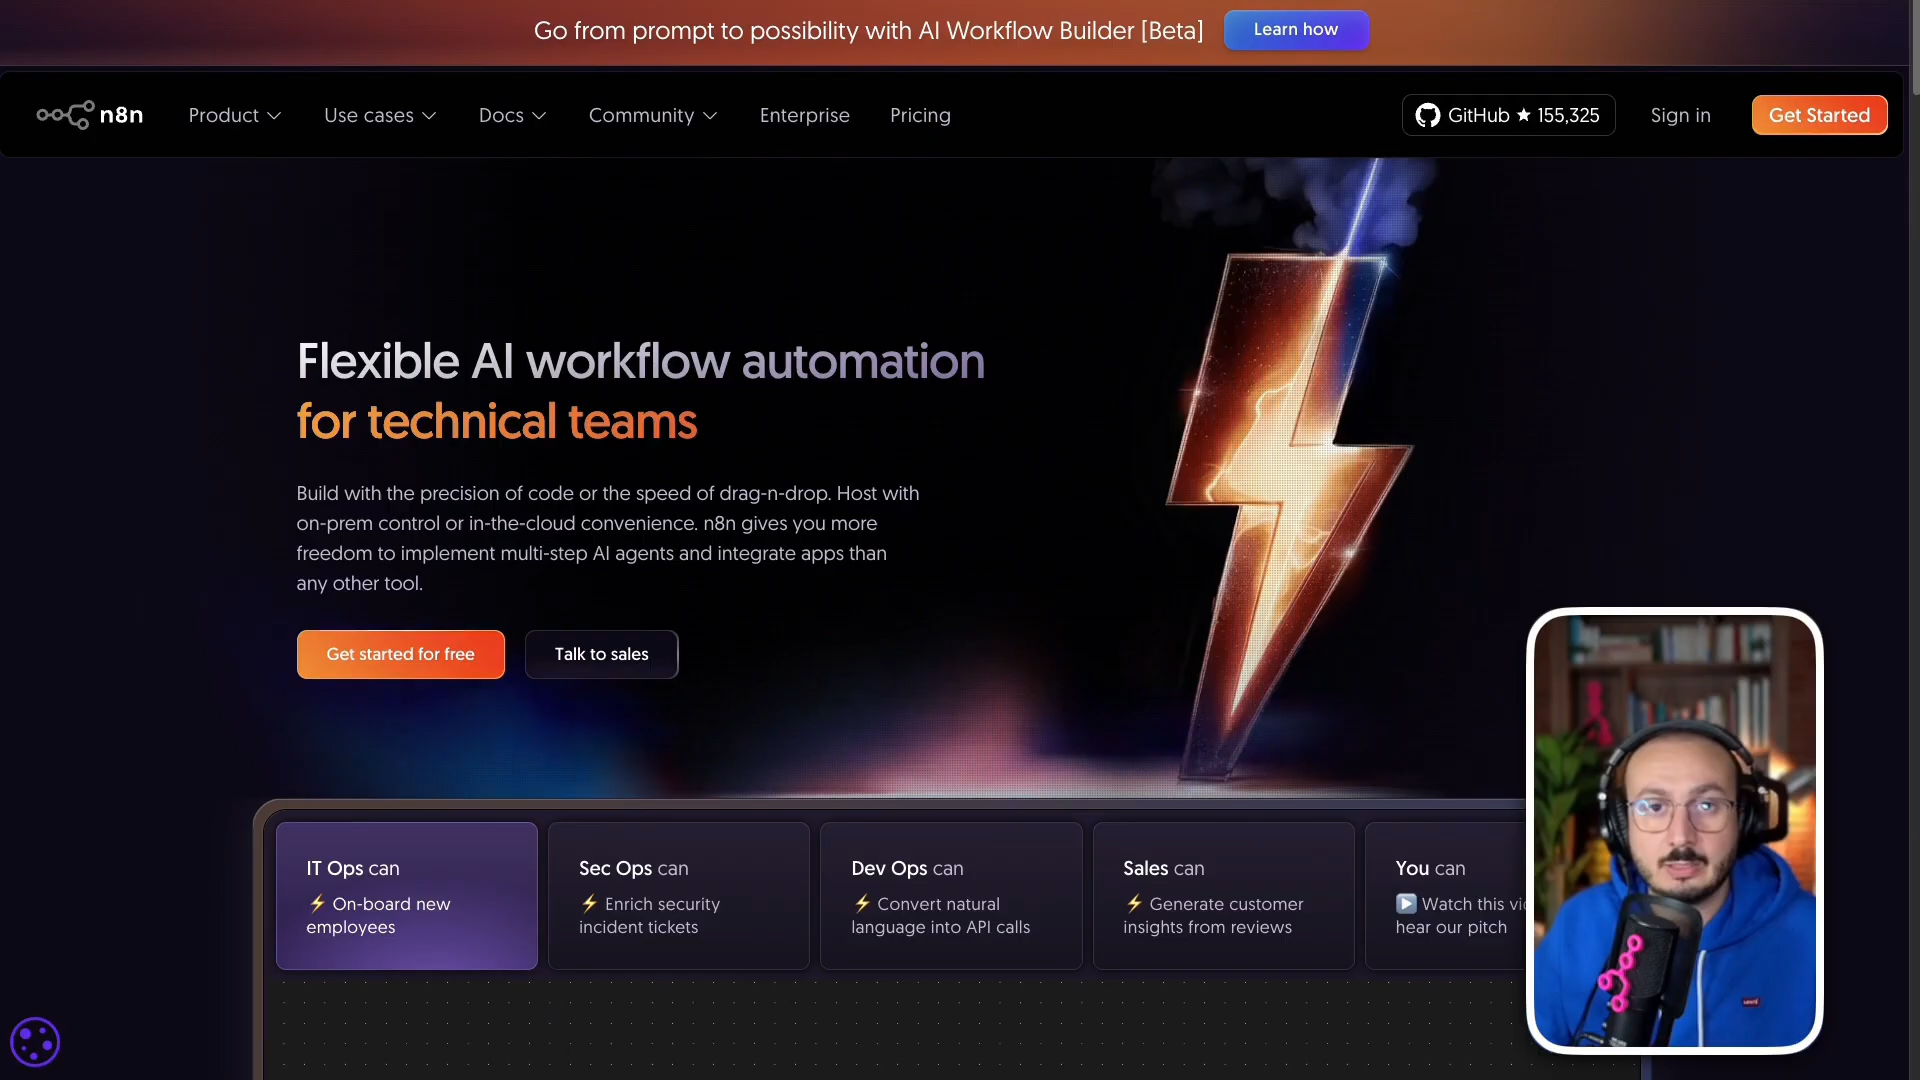 Go from prompt to possibility with AI Workflow Builder [Beta]
Learn how
n8n
Product
Use cases
Docs
Community
Enterprise
Pricing
GitHub ★ 155,325
Sign in
Get Started
Flexible AI workflow automation
for technical teams
Build with the precision of code or the speed of drag-n-drop. Host with
on-prem control or in-the-cloud convenience. n8n gives you more
freedom to implement multi-step AI agents and integrate apps than
any other tool.
Get started for free
Talk to sales
IT Ops can
⚡ On-board new
employees
Sec Ops can
⚡ Enrich security
incident tickets
Dev Ops can
⚡ Convert natural
language into API calls
Sales can
⚡ Generate customer
insights from reviews
You can
▶️ Watch this
hear our pitch